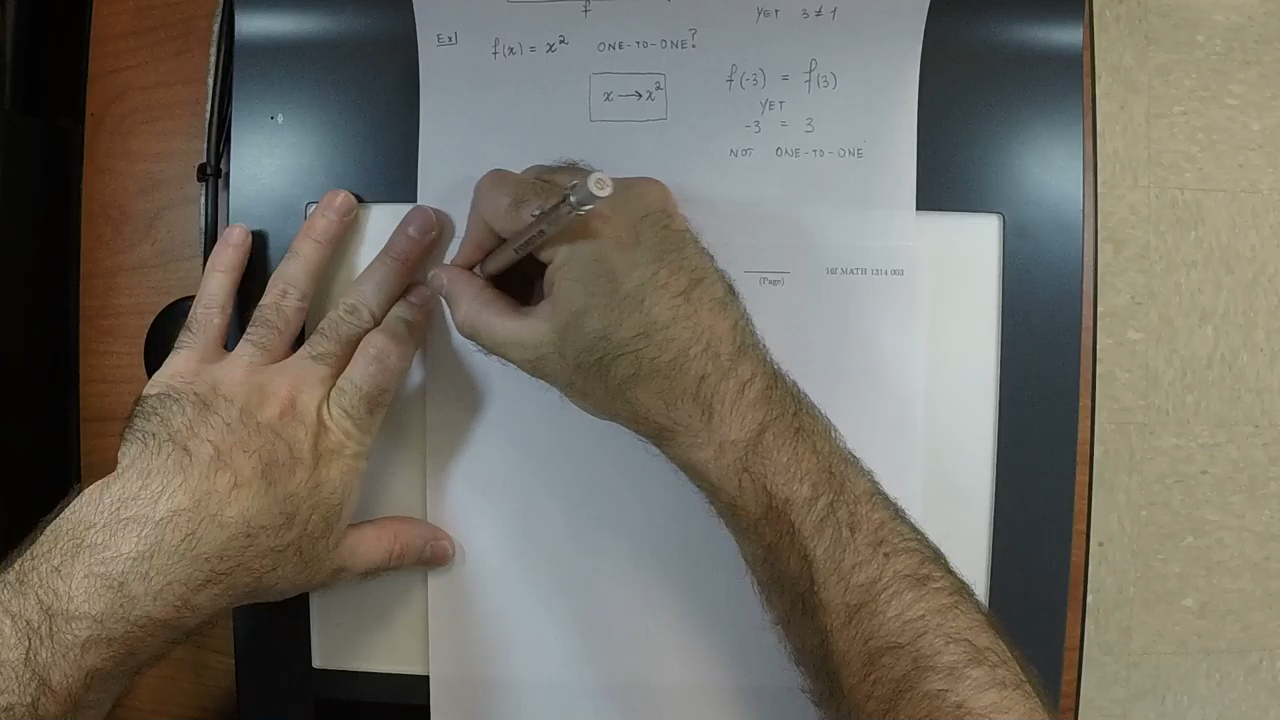 f
YET 3 ≠ 1
Ex1
f(x) = x² ONE-TO-ONE?
x → x²
f(-3) = f(3)
YET
-3 = 3
NOT ONE-TO-ONE
(Page)
16f MATH 1314 003